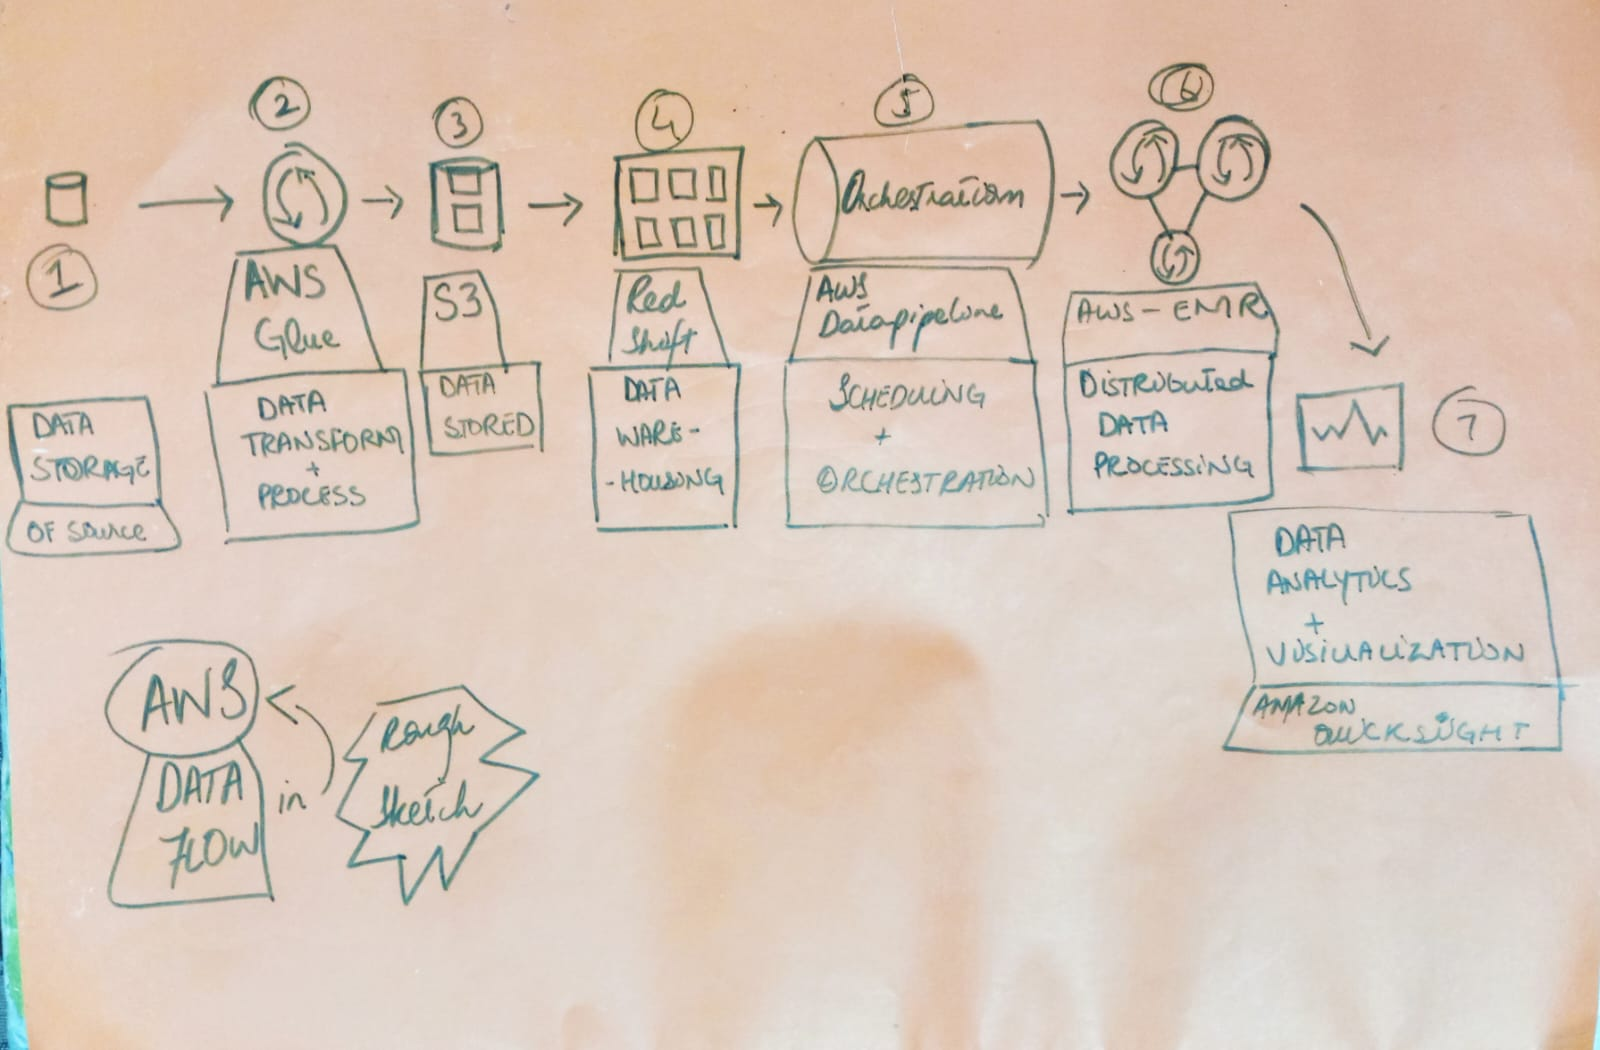 1
DATA
STORAGE
OF source
2
AWS
Glue
DATA
TRANSFORM
+
PROCESS
3
S3
DATA
STORED
4
Red
Shift
DATA
WARE-
-HOUSING
5
Orchestration
AWS
Datapipeline
SCHEDULING
+
ORCHESTRATION
6
AWS-EMR
DISTRIBUTED
DATA
PROCESSING
7
DATA
ANALYTICS
+
VISIUALIZATION
AMAZON
QUICKSIGHT
AWS
DATA
FLOW
in
Rough
Sketch